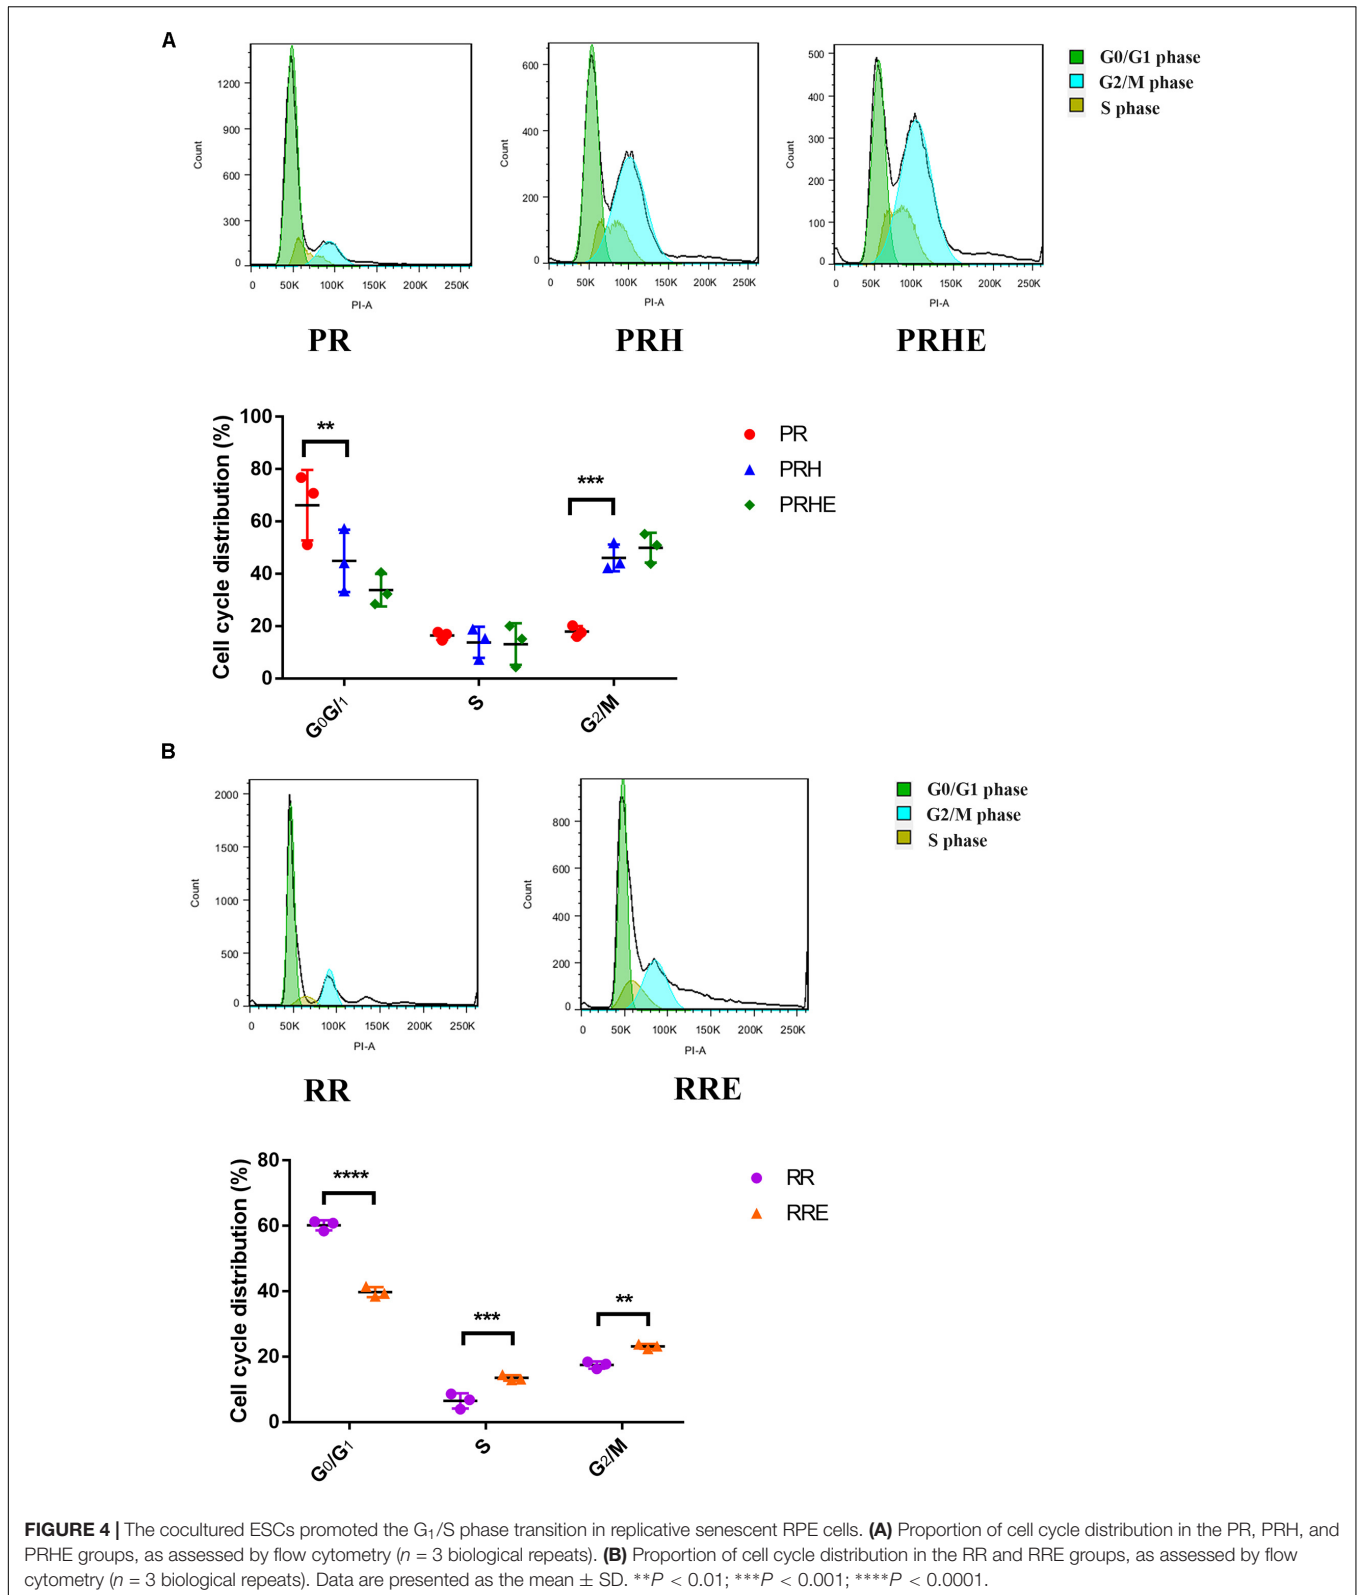 A
1200
900
600
300
0
Count
0 50K 100K 150K 200K 250K
PI-A
PR
600
400
200
0
Count
0 50K 100K 150K 200K 250K
PI-A
PRH
500
400
300
200
100
0
Count
0 50K 100K 150K 200K 250K
PI-A
PRHE
G0/G1 phase
G2/M phase
S phase
Cell cycle distribution (%)
100
80
60
40
20
0
**
***
G0G/1
S
G2/M
PR
PRH
PRHE
B
2000
1500
1000
500
0
Count
0 50K 100K 150K 200K 250K
PI-A
RR
800
600
400
200
0
Count
0 50K 100K 150K 200K 250K
PI-A
RRE
G0/G1 phase
G2/M phase
S phase
Cell cycle distribution (%)
80
60
40
20
0
****
***
**
G0/G1
S
G2/M
RR
RRE
FIGURE 4 | The cocultured ESCs promoted the G1/S phase transition in replicative senescent RPE cells. (A) Proportion of cell cycle distribution in the PR, PRH, and
PRHE groups, as assessed by flow cytometry (n = 3 biological repeats). (B) Proportion of cell cycle distribution in the RR and RRE groups, as assessed by flow
cytometry (n = 3 biological repeats). Data are presented as the mean ± SD. **P < 0.01; ***P < 0.001; ****P < 0.0001.